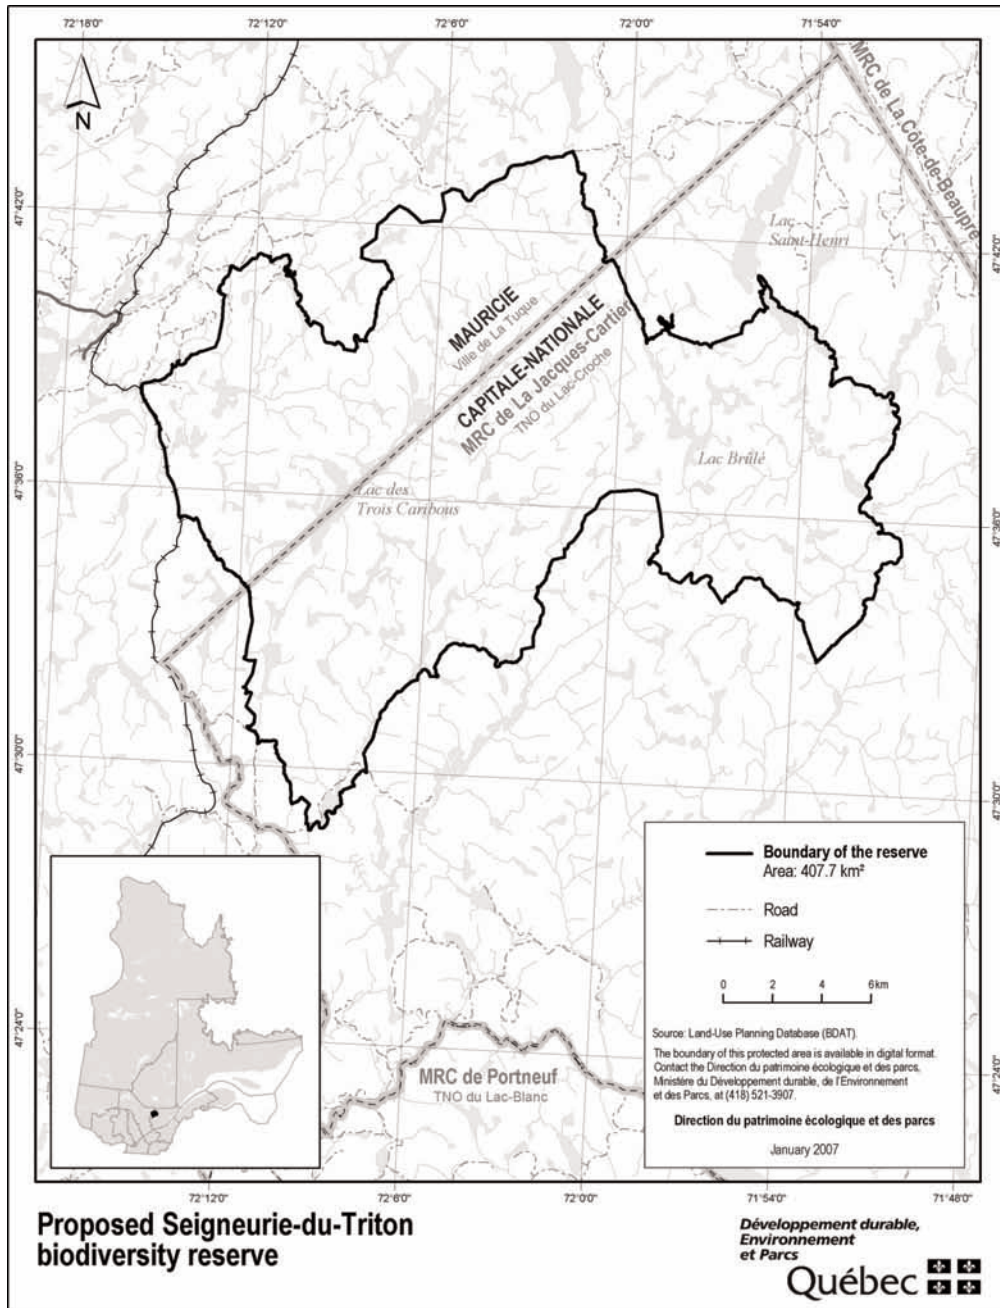 72°18'0"
72°12'0"
72°6'0"
72°0'0"
71°54'0"
N
MRC de La Côte-de-Beaupré
47°42'0"
47°42'0"
Lac
Saint-Henri
MAURICIE
Ville de La Tuque
CAPITALE-NATIONALE
MRC de La Jacques-Cartier
TNO du Lac-Croche
Lac Brûlé
47°36'0"
47°36'0"
Lac des
Trois Caribous
47°30'0"
47°30'0"
Boundary of the reserve
Area: 407.7 km²
Road
Railway
0 2 4 6 km
47°24'0"
47°24'0"
Source: Land-Use Planning Database (BDAT).
The boundary of this protected area is available in digital format.
Contact the Direction du patrimoine écologique et des parcs,
Ministère du Développement durable, de l'Environnement
et des Parcs, at (418) 521-3907.
Direction du patrimoine écologique et des parcs
January 2007
MRC de Portneuf
TNO du Lac-Blanc
72°12'0"
72°6'0"
72°0'0"
71°54'0"
71°48'0"
Proposed Seigneurie-du-Triton
biodiversity reserve
Développement durable,
Environnement
et Parcs
Québec